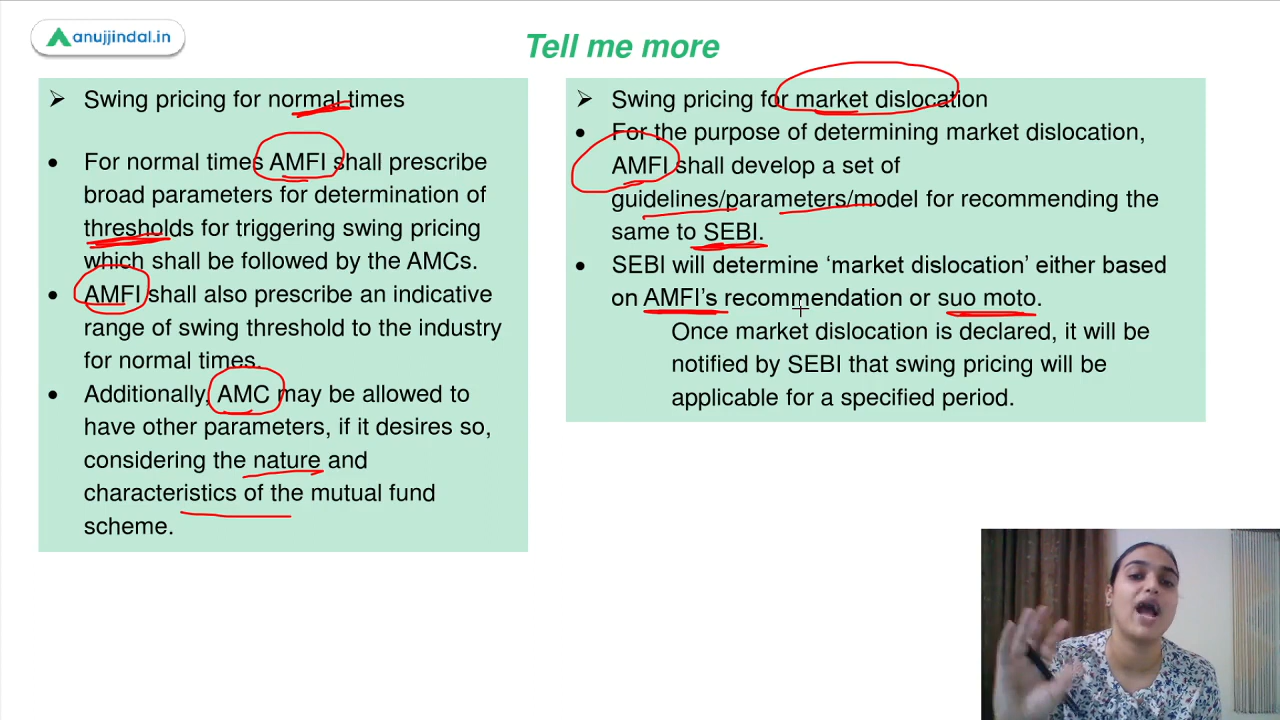 anujjindal.in
Tell me more
Swing pricing for normal times
For normal times AMFI shall prescribe
broad parameters for determination of
thresholds for triggering swing pricing
which shall be followed by the AMCs.
AMFI shall also prescribe an indicative
range of swing threshold to the industry
for normal times.
Additionally, AMC may be allowed to
have other parameters, if it desires so,
considering the nature and
characteristics of the mutual fund
scheme.
Swing pricing for market dislocation
For the purpose of determining market dislocation,
AMFI shall develop a set of
guidelines/parameters/model for recommending the
same to SEBI.
SEBI will determine ‘market dislocation’ either based
on AMFI’s recommendation or suo moto.
Once market dislocation is declared, it will be
notified by SEBI that swing pricing will be
applicable for a specified period.